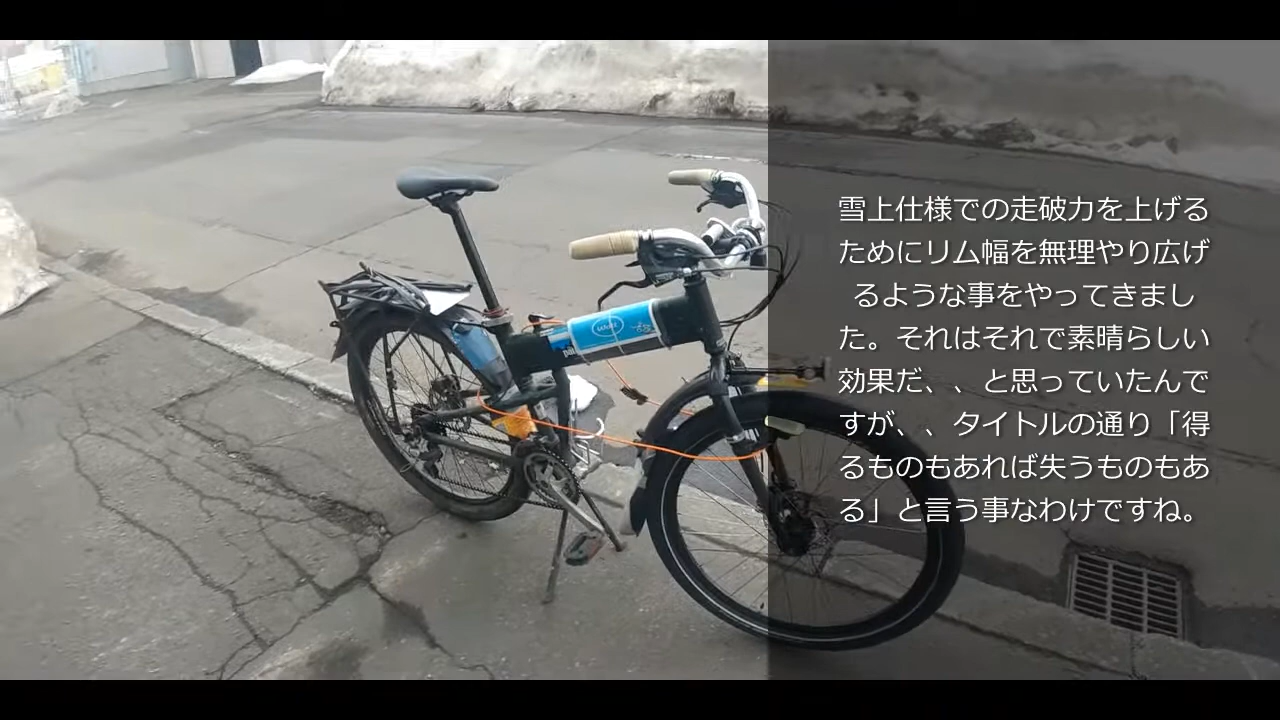 雪上仕様での走破力を上げる
ためにリム幅を無理やり広げ
るような事をやってきまし
た。それはそれで素晴らしい
効果だ、、と思っていたんで
すが、、タイトルの通り「得
るものもあれば失うものもあ
る」と言う事なわけですね。